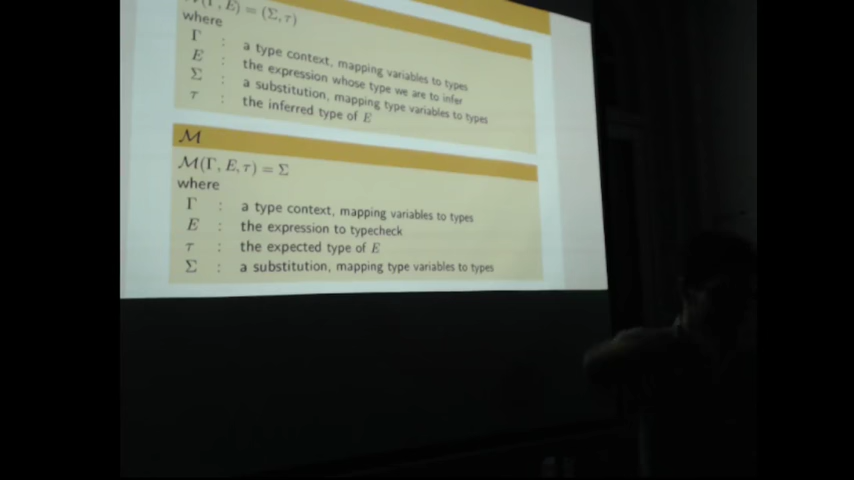 (Γ, E) = (Σ, τ)
where
Γ : a type context, mapping variables to types
E : the expression whose type we are to infer
Σ : a substitution, mapping type variables to types
τ : the inferred type of E
M
M(Γ, E, τ) = Σ
where
Γ : a type context, mapping variables to types
E : the expression to typecheck
τ : the expected type of E
Σ : a substitution, mapping type variables to types